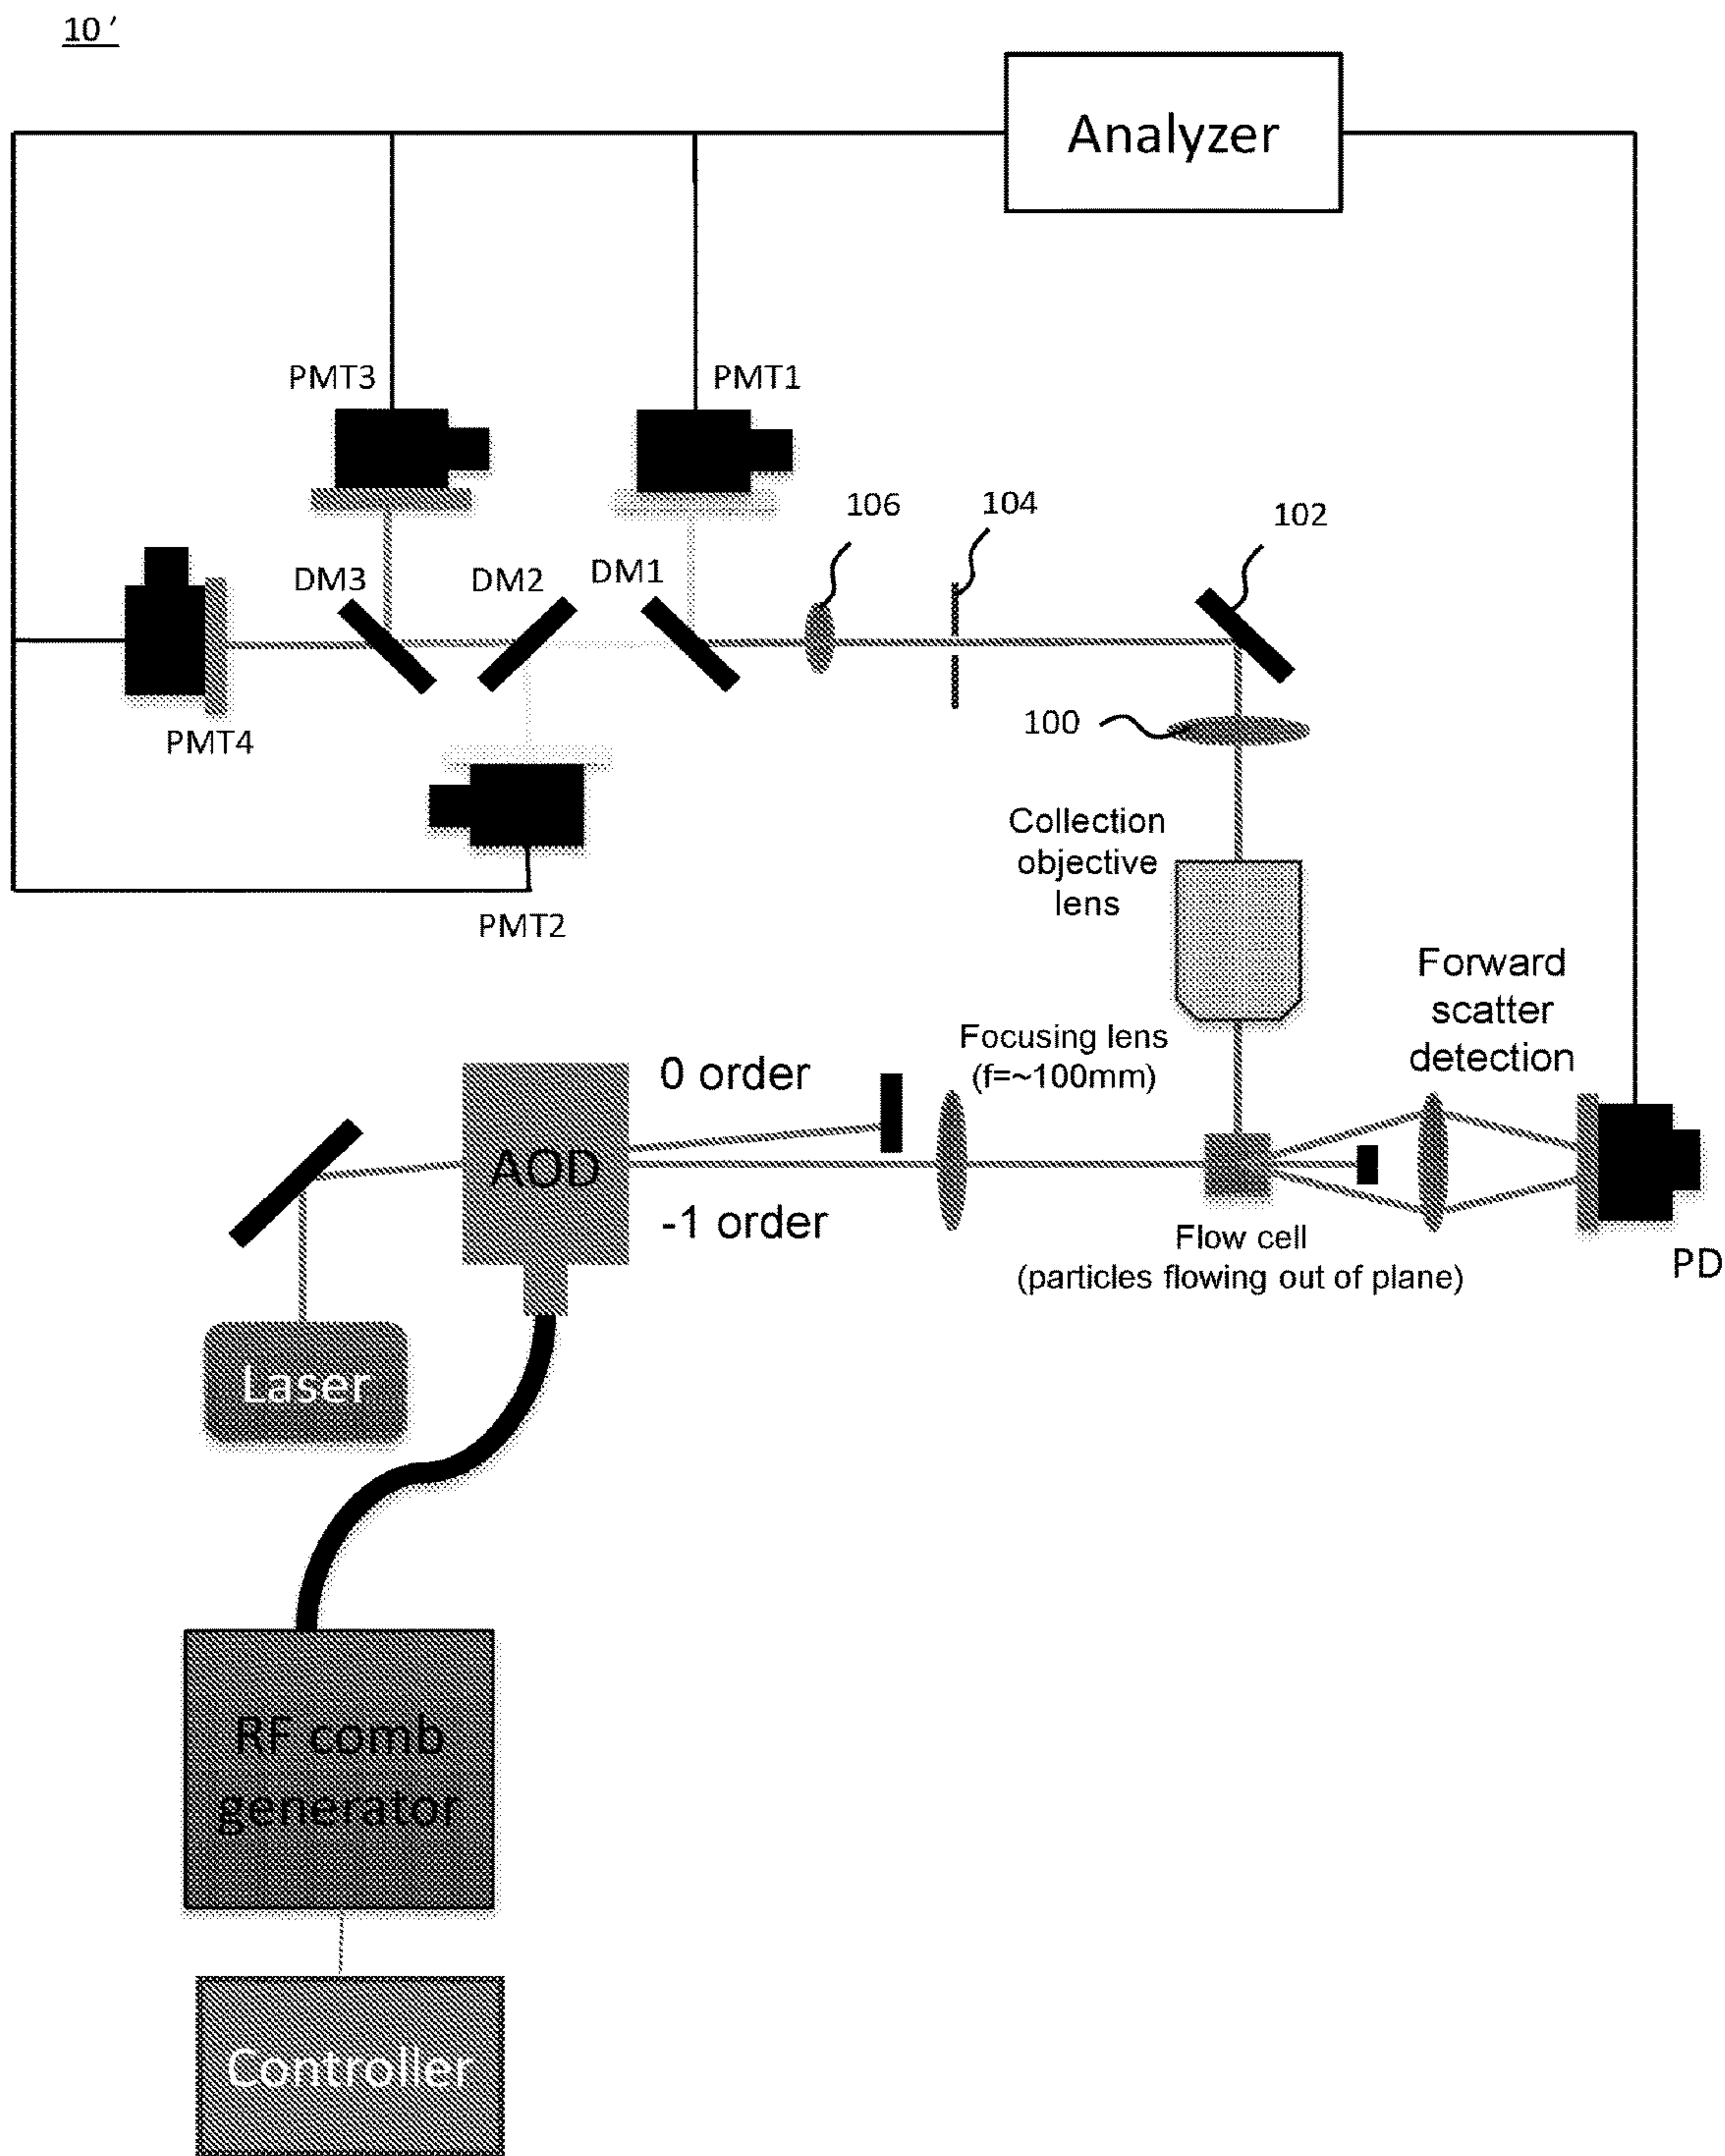 10 ′
Analyzer
PMT3
PMT1
106
104
102
DM3
DM2
DM1
100
PMT4
Collection
objective
lens
PMT2
Forward
scatter
detection
Focusing lens
(f=~100mm)
0 order
AOD
-1 order
Flow cell
(particles flowing out of plane)
PD
Laser
RF comb
generator
Controller